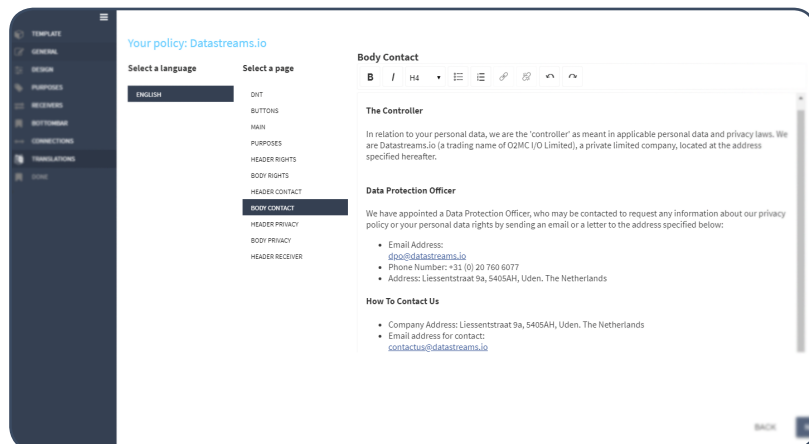 TEMPLATE
GENERAL
DESIGN
PURPOSES
RECEIVERS
BOTTOMBAR
CONNECTIONS
TRANSLATIONS
DONE
Your policy: Datastreams.io
Select a language
ENGLISH
Select a page
DNT
BUTTONS
MAIN
PURPOSES
HEADER RIGHTS
BODY RIGHTS
HEADER CONTACT
BODY CONTACT
HEADER PRIVACY
BODY PRIVACY
HEADER RECEIVER
Body Contact
B I H4
The Controller
In relation to your personal data, we are the 'controller' as meant in applicable personal data and privacy laws. We
are Datastreams.io (a trading name of O2MC I/O Limited), a private limited company, located at the address
specified hereafter.
Data Protection Officer
We have appointed a Data Protection Officer, who may be contacted to request any information about our privacy
policy or your personal data rights by sending an email or a letter to the address specified below:
• Email Address:
dpo@datastreams.io
• Phone Number: +31 (0) 20 760 6077
• Address: Liessentstraat 9a, 5405AH, Uden. The Netherlands
How To Contact Us
• Company Address: Liessentstraat 9a, 5405AH, Uden. The Netherlands
• Email address for contact:
contactus@datastreams.io
BACK